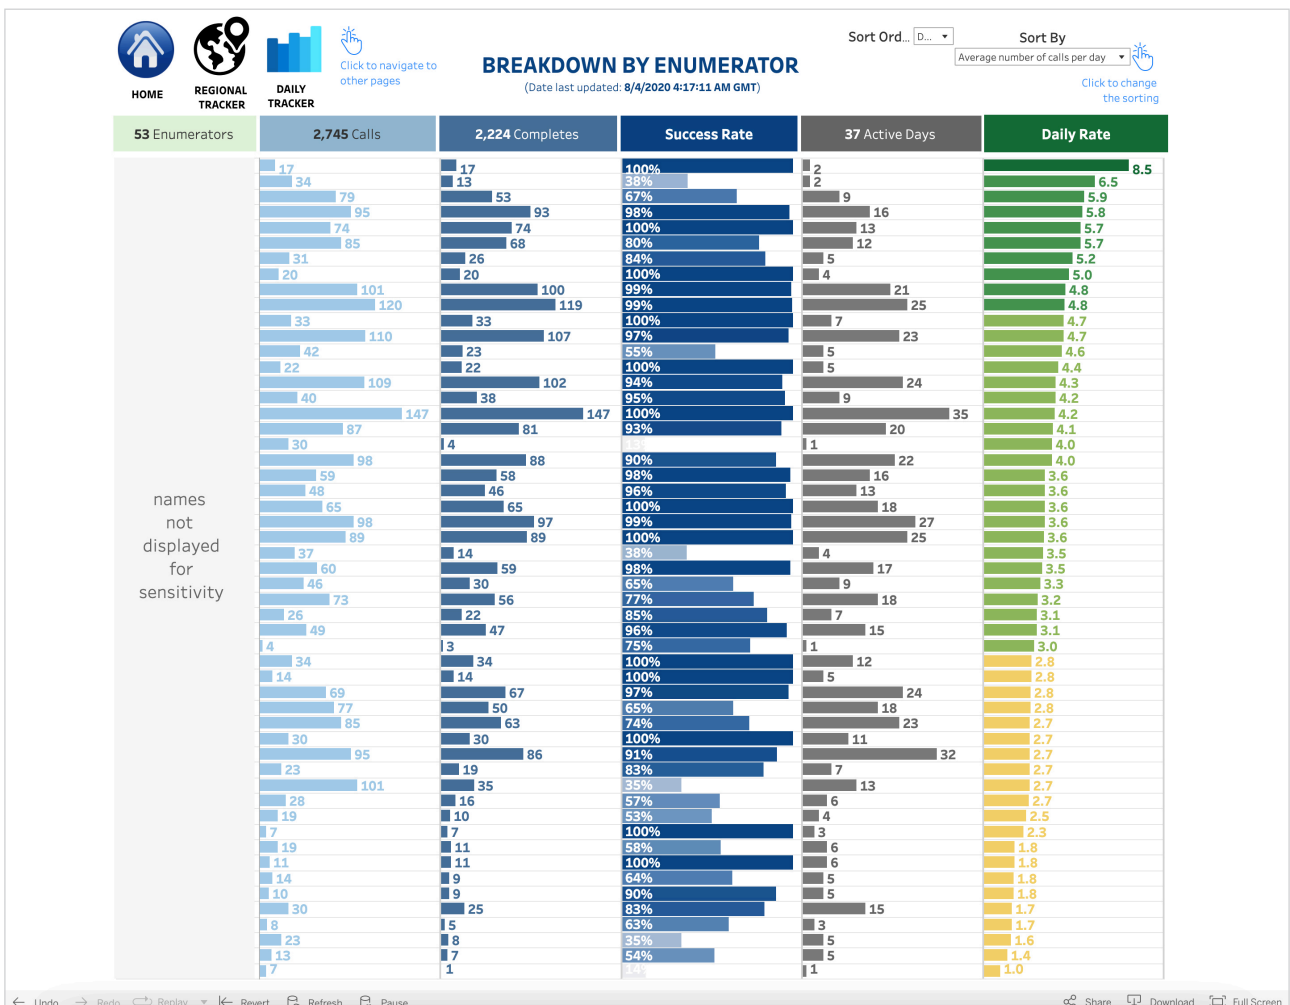 HOME
REGIONAL
TRACKER
DAILY
TRACKER
Click to navigate to
other pages
BREAKDOWN BY ENUMERATOR
(Date last updated: 8/4/2020 4:17:11 AM GMT)
Sort Ord... D...
Sort By
Average number of calls per day
Click to change
the sorting
53 Enumerators 2,745 Calls 2,224 Completes Success Rate 37 Active Days Daily Rate
17 17 100% 2 8.5
34 13 38% 2 6.5
79 53 67% 9 5.9
95 93 98% 16 5.8
74 74 100% 13 5.7
85 68 80% 12 5.7
31 26 84% 5 5.2
20 20 100% 4 5.0
101 100 99% 21 4.8
120 119 99% 25 4.8
33 33 100% 7 4.7
110 107 97% 23 4.7
42 23 55% 5 4.6
22 22 100% 5 4.4
109 102 94% 24 4.3
40 38 95% 9 4.2
147 147 100% 35 4.2
87 81 93% 20 4.1
30 4 13% 1 4.0
98 88 90% 22 4.0
59 58 98% 16 3.6
48 46 96% 13 3.6
65 65 100% 18 3.6
98 97 99% 27 3.6
89 89 100% 25 3.6
37 14 38% 4 3.5
60 59 98% 17 3.5
46 30 65% 9 3.3
73 56 77% 18 3.2
26 22 85% 7 3.1
49 47 96% 15 3.1
4 3 75% 1 3.0
34 34 100% 12 2.8
14 14 100% 5 2.8
69 67 97% 24 2.8
77 50 65% 18 2.8
85 63 74% 23 2.7
30 30 100% 11 2.7
95 86 91% 32 2.7
23 19 83% 7 2.7
101 35 35% 13 2.7
28 16 57% 6 2.7
19 10 53% 4 2.5
7 7 100% 3 2.3
19 11 58% 6 1.8
11 11 100% 6 1.8
14 9 64% 5 1.8
10 9 90% 5 1.8
30 25 83% 15 1.7
8 5 63% 3 1.7
23 8 35% 5 1.6
13 7 54% 5 1.4
7 1 14% 1 1.0
names
not
displayed
for
sensitivity
Undo Redo Replay Revert Refresh Pause Share Download Full Screen